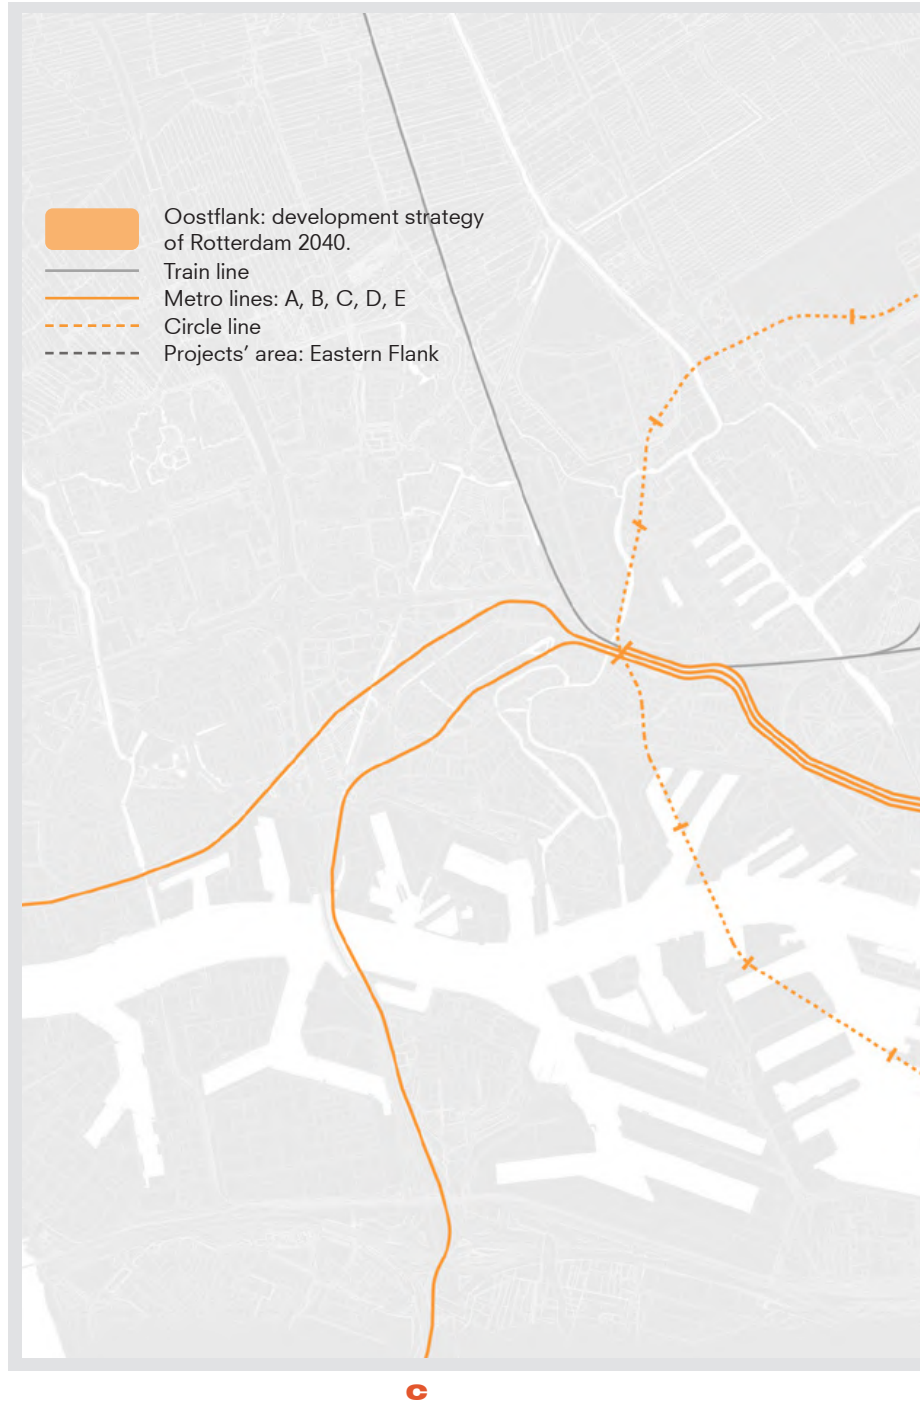 Oostflank: development strategy
of Rotterdam 2040.
Train line
Metro lines: A, B, C, D, E
Circle line
Projects’ area: Eastern Flank
C